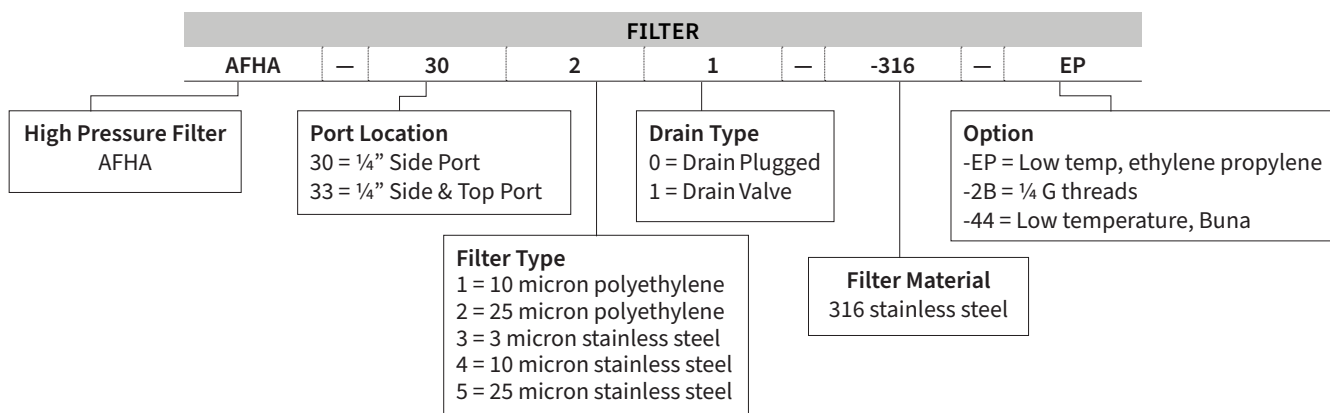 FILTER
AFHA — 30 2 1 — -316 — EP
High Pressure Filter
AFHA
Port Location
30 = ¼” Side Port
33 = ¼” Side & Top Port
Drain Type
0 = Drain Plugged
1 = Drain Valve
Option
-EP = Low temp, ethylene propylene
-2B = ¼ G threads
-44 = Low temperature, Buna
Filter Type
1 = 10 micron polyethylene
2 = 25 micron polyethylene
3 = 3 micron stainless steel
4 = 10 micron stainless steel
5 = 25 micron stainless steel
Filter Material
316 stainless steel